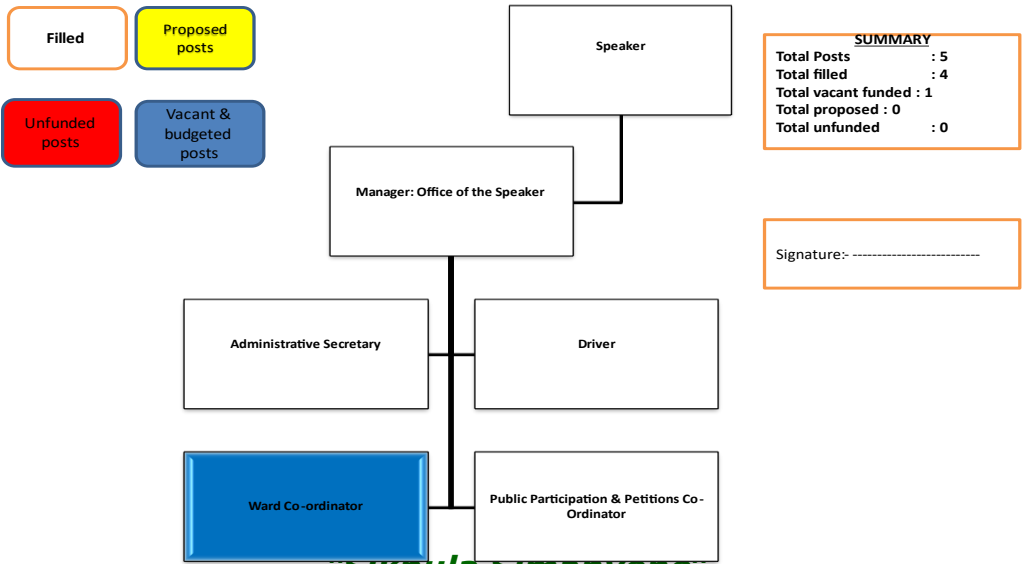 Filled
Proposed
posts
Unfunded
posts
Vacant &
budgeted
posts
Speaker
SUMMARY
Total Posts : 5
Total filled : 4
Total vacant funded : 1
Total proposed : 0
Total unfunded : 0
Manager: Office of the Speaker
Signature:- --------------------------
Administrative Secretary
Driver
Ward Co-ordinator
Public Participation & Petitions Co-
Ordinator